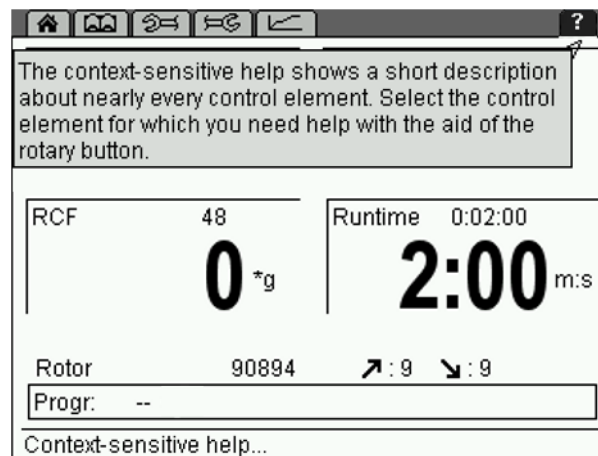 ?
The context-sensitive help shows a short description
about nearly every control element. Select the control
element for which you need help with the aid of the
rotary button.
RCF 48
0 *g
Runtime 0:02:00
2:00 m:s
Rotor 90894 ↗ : 9 ↘ : 9
Progr: --
Context-sensitive help...